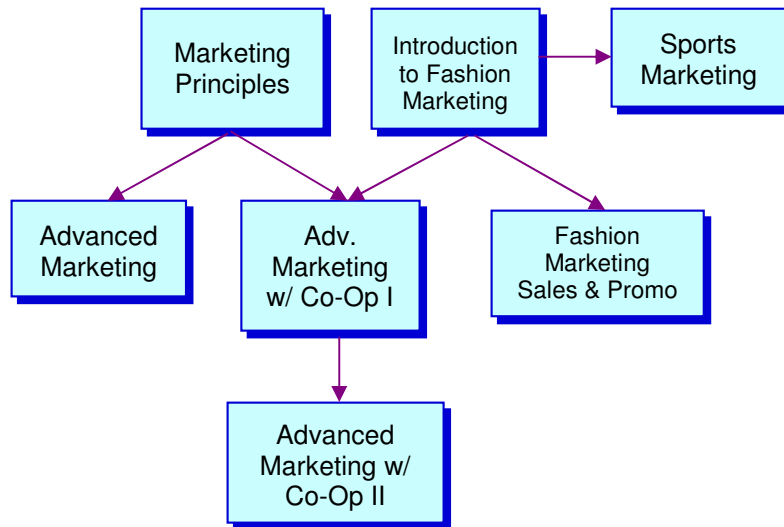 Marketing
Principles
Introduction
to Fashion
Marketing
Sports
Marketing
Advanced
Marketing
Adv.
Marketing
w/ Co-Op I
Fashion
Marketing
Sales & Promo
Advanced
Marketing w/
Co-Op II